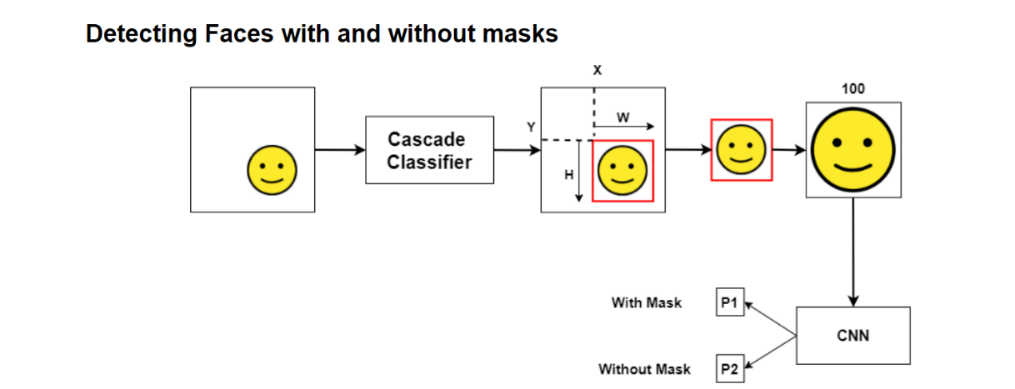 Detecting Faces with and without masks
X
100
Y
W
Cascade
Classifier
H
With Mask
P1
CNN
Without Mask
P2